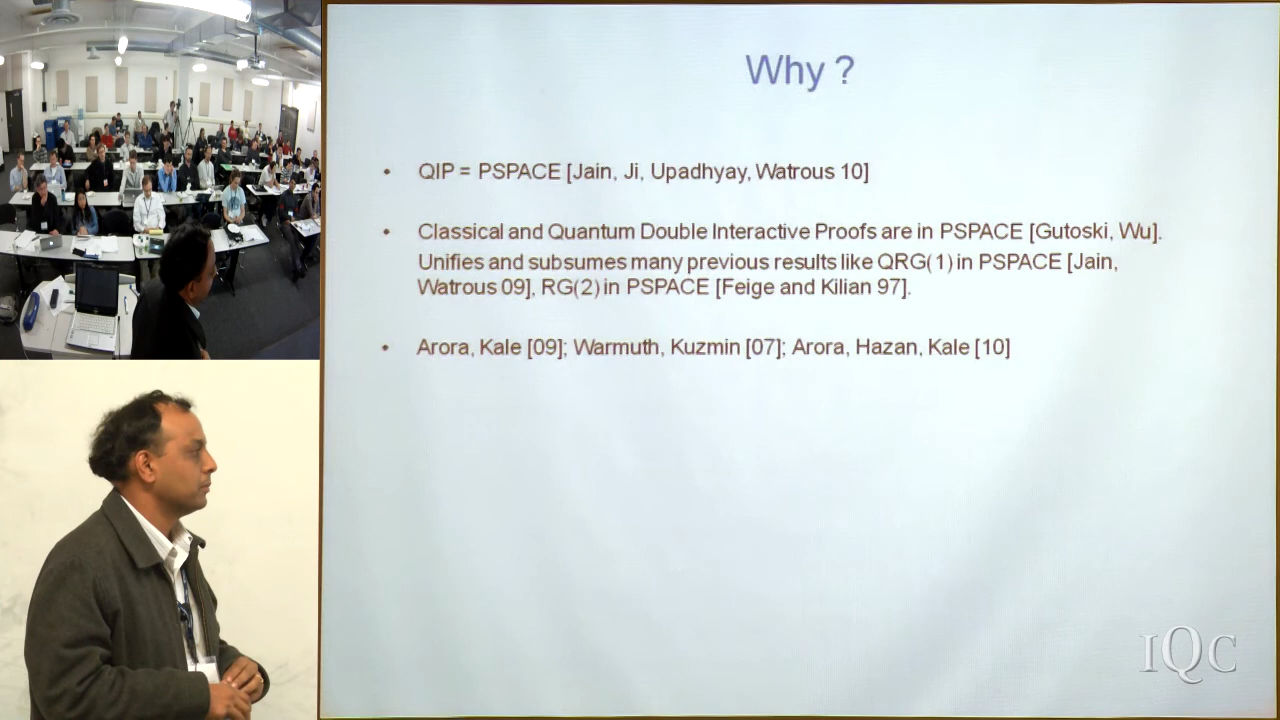 Why ?
• QIP = PSPACE [Jain, Ji, Upadhyay, Watrous 10]
• Classical and Quantum Double Interactive Proofs are in PSPACE [Gutoski, Wu].
Unifies and subsumes many previous results like QRG(1) in PSPACE [Jain,
Watrous 09], RG(2) in PSPACE [Feige and Kilian 97].
• Arora, Kale [09]; Warmuth, Kuzmin [07]; Arora, Hazan, Kale [10]
IQC